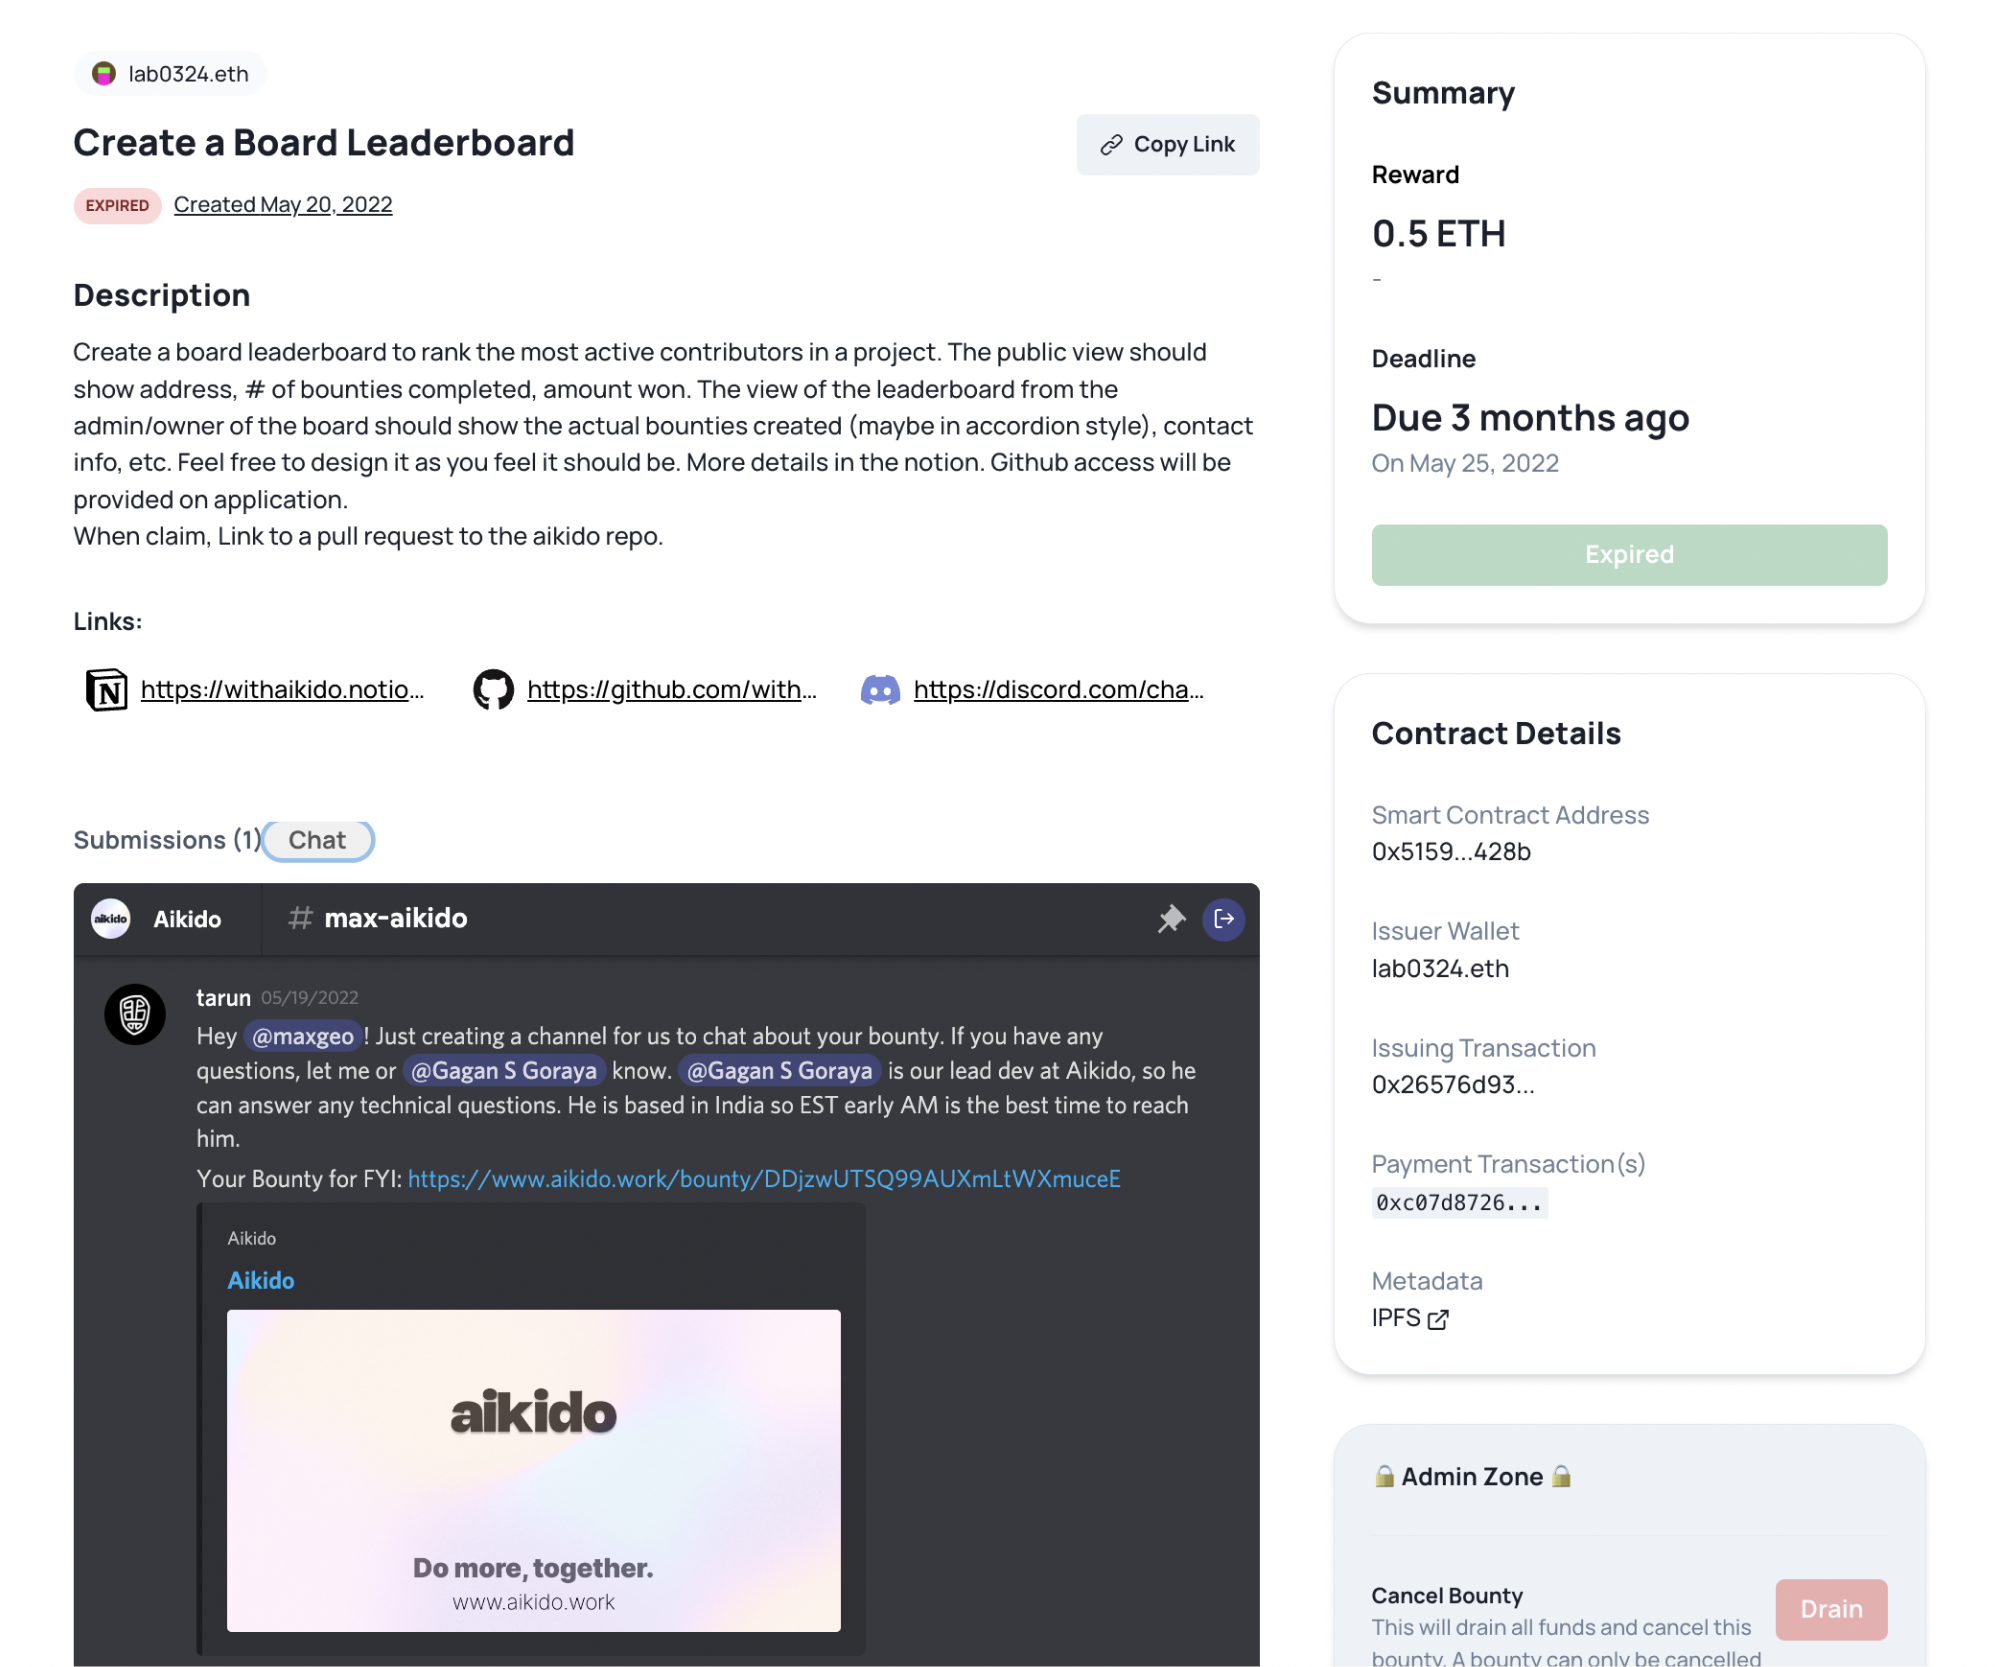 lab0324.eth
Create a Board Leaderboard
Copy Link
EXPIRED Created May 20, 2022
Description
Create a board leaderboard to rank the most active contributors in a project. The public view should
show address, # of bounties completed, amount won. The view of the leaderboard from the
admin/owner of the board should show the actual bounties created (maybe in accordion style), contact
info, etc. Feel free to design it as you feel it should be. More details in the notion. Github access will be
provided on application.
When claim, Link to a pull request to the aikido repo.
Links:
https://withaikido.notio...
https://github.com/with...
https://discord.com/cha...
Submissions (1) Chat
aikido
Aikido
# max-aikido
tarun 05/19/2022
Hey @maxgeo! Just creating a channel for us to chat about your bounty. If you have any
questions, let me or @Gagan S Goraya know. @Gagan S Goraya is our lead dev at Aikido, so he
can answer any technical questions. He is based in India so EST early AM is the best time to reach
him.
Your Bounty for FYI: https://www.aikido.work/bounty/DDjzwUTSQ99AUXmLtWXmuceE
Aikido
Aikido
aikido
Do more, together.
www.aikido.work
Summary
Reward
0.5 ETH
-
Deadline
Due 3 months ago
On May 25, 2022
Expired
Contract Details
Smart Contract Address
0x5159...428b
Issuer Wallet
lab0324.eth
Issuing Transaction
0x26576d93...
Payment Transaction(s)
0xc07d8726...
Metadata
IPFS
🔒 Admin Zone 🔒
Cancel Bounty
This will drain all funds and cancel this
bounty. A bounty can only be cancelled
Drain